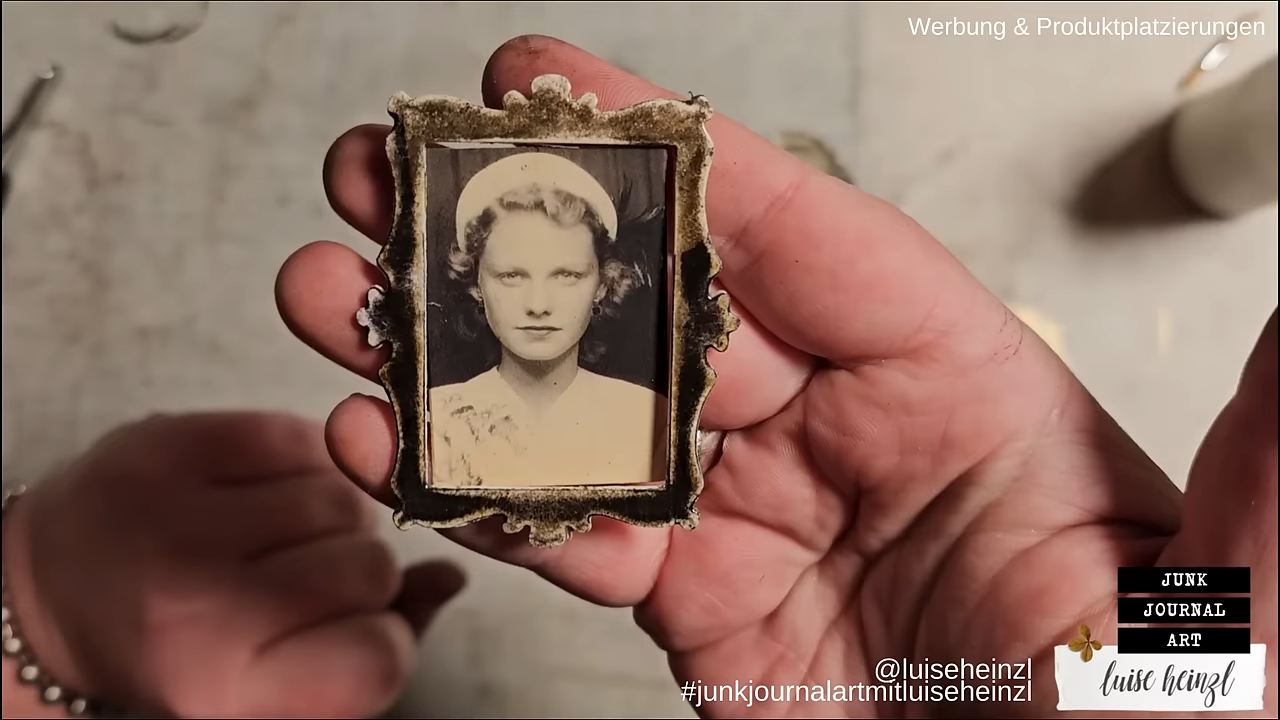 Werbung & Produktplatzierungen
JUNK
JOURNAL
ART
luise heinzl
@luiseheinzl
#junkjournalartmitluiseheinzl